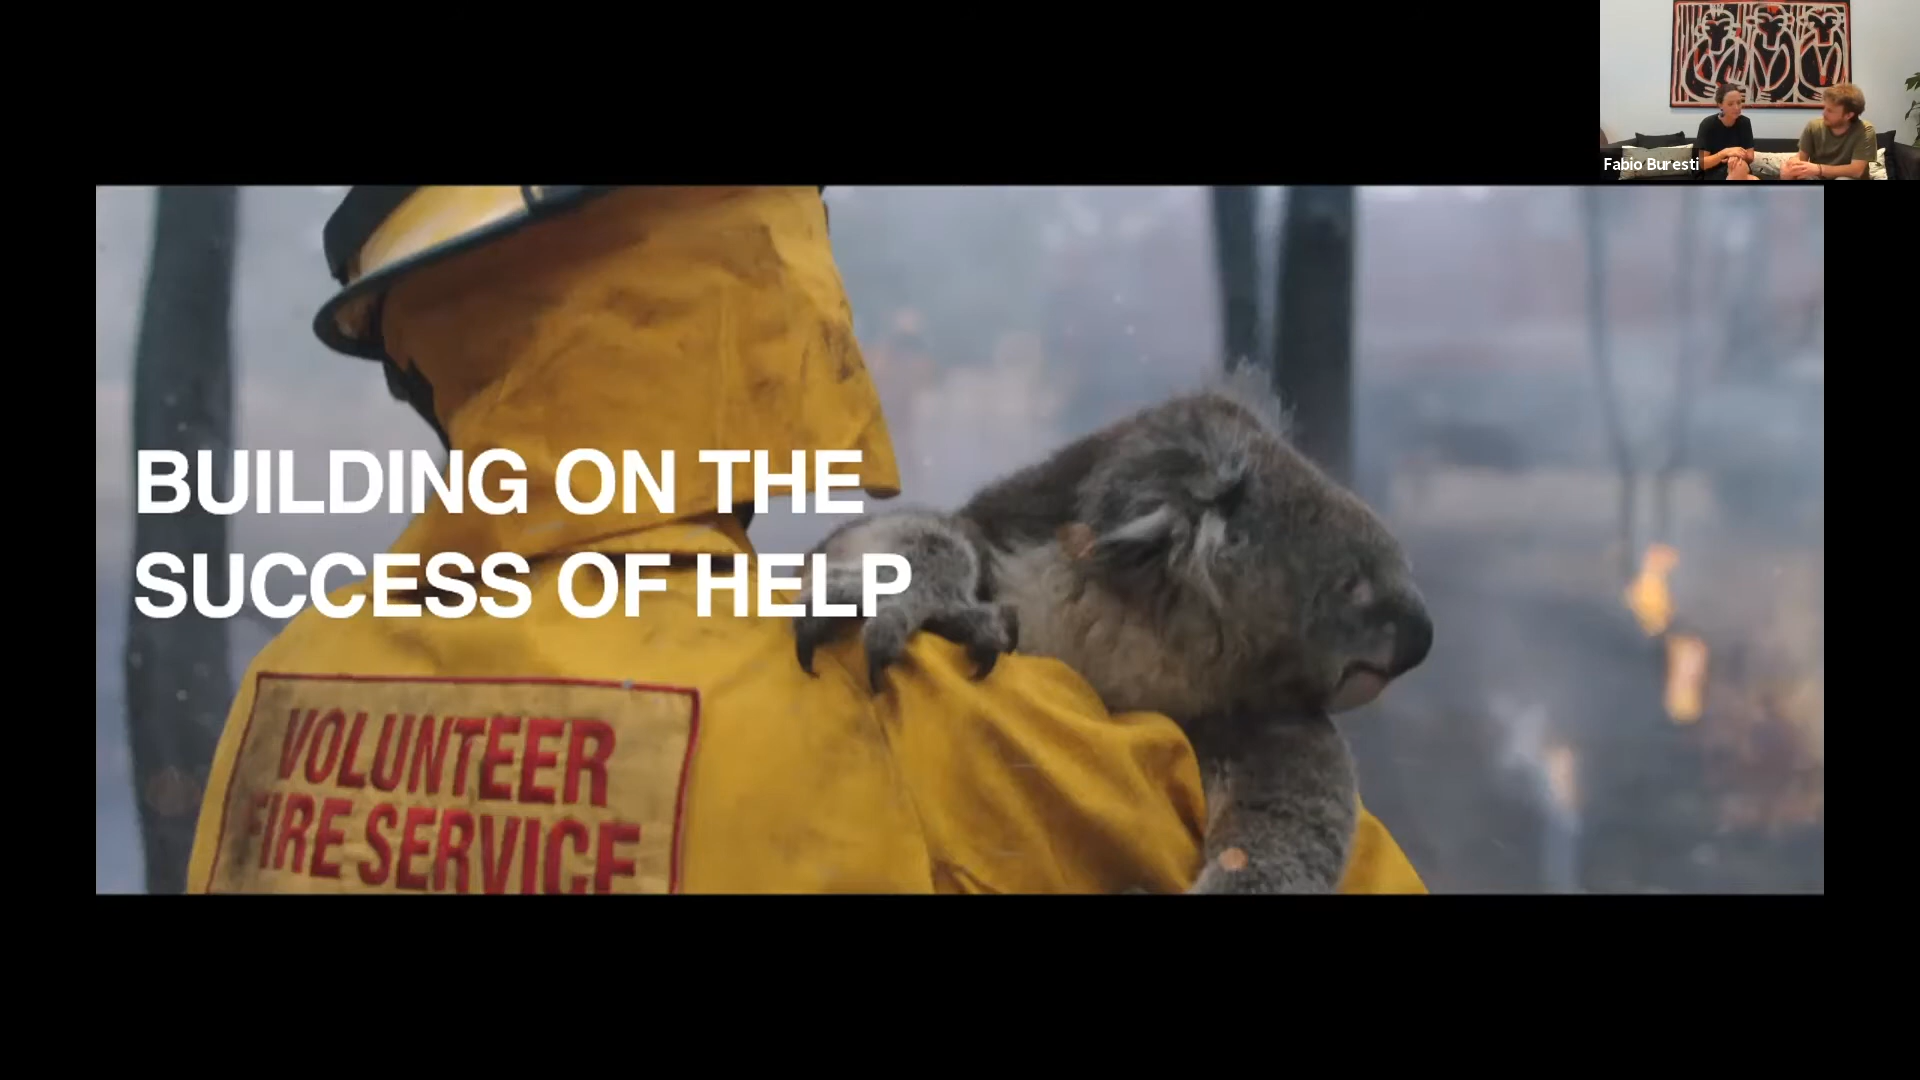 Fabio Buresti
BUILDING ON THE
SUCCESS OF HELP
VOLUNTEER
FIRE SERVICE